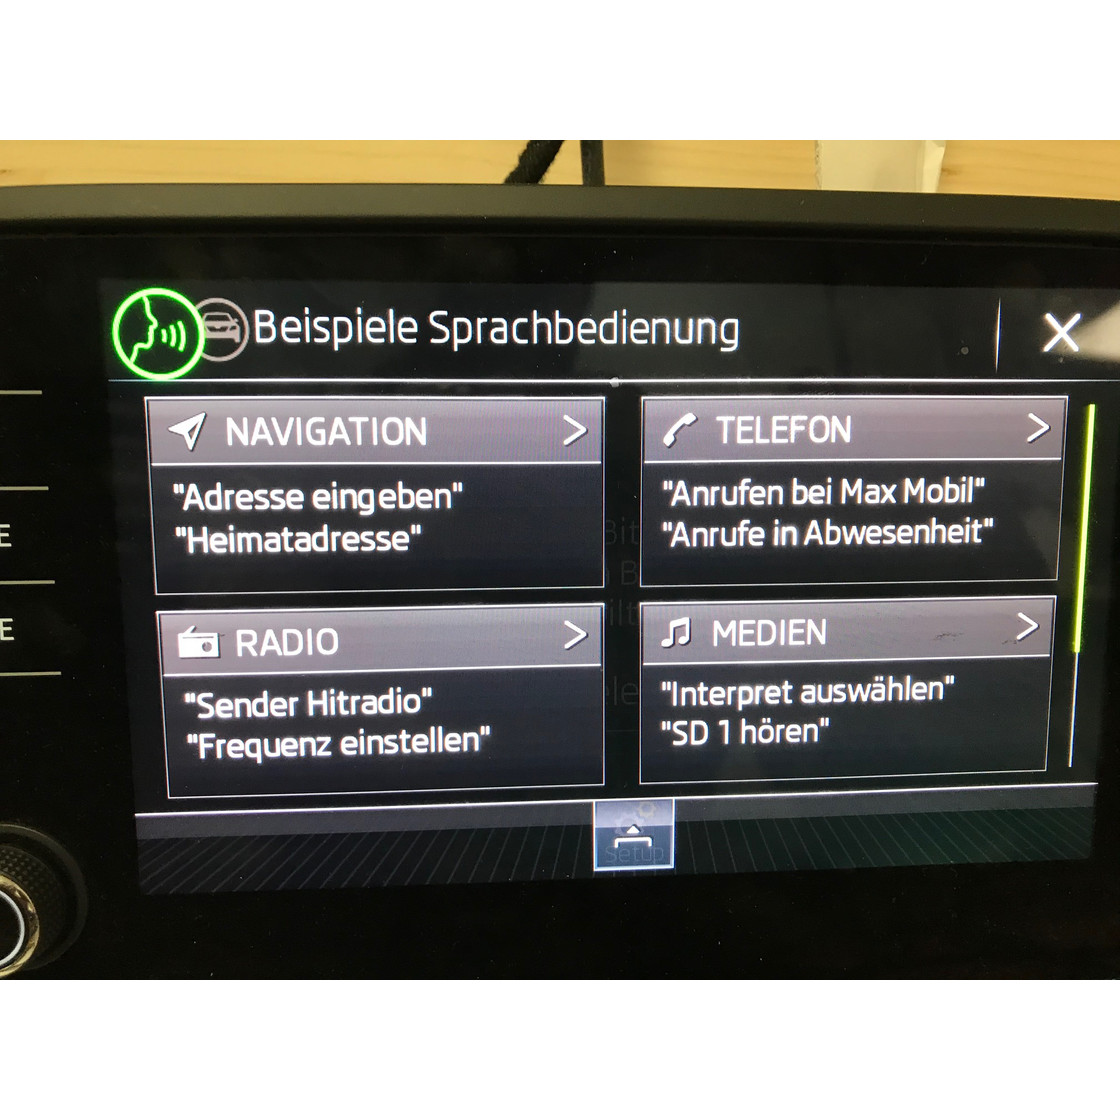 Beispiele Sprachbedienung
NAVIGATION
"Adresse eingeben"
"Heimatadresse"
TELEFON
"Anrufen bei Max Mobil"
"Anrufe in Abwesenheit"
RADIO
"Sender Hitradio"
"Frequenz einstellen"
MEDIEN
"Interpret auswählen"
"SD 1 hören"
Setup
E
E